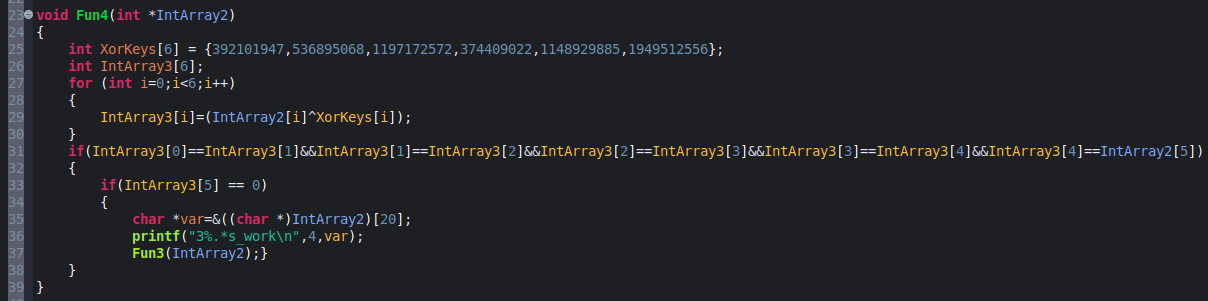 23 void Fun4(int *IntArray2)
24 {
25     int XorKeys[6] = {392101947,536895068,1197172572,374409022,1148929885,1949512556};
26     int IntArray3[6];
27     for (int i=0;i<6;i++)
28     {
29         IntArray3[i]=(IntArray2[i]^XorKeys[i]);
30     }
31     if(IntArray3[0]==IntArray3[1]&&IntArray3[1]==IntArray3[2]&&IntArray3[2]==IntArray3[3]&&IntArray3[3]==IntArray3[4]&&IntArray3[4]==IntArray2[5])
32     {
33         if(IntArray3[5] == 0)
34         {
35             char *var=&((char *)IntArray2)[20];
36             printf("3%.*s_work\n",4,var);
37             Fun3(IntArray2);}
38     }
39 }